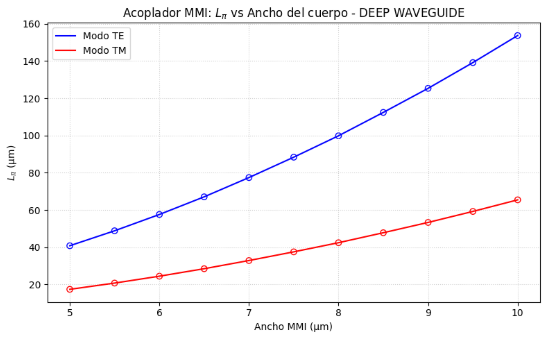 Acoplador MMI: Lπ vs Ancho del cuerpo - DEEP WAVEGUIDE
Modo TE
Modo TM
Lπ (μm)
160
140
120
100
80
60
40
20
5
6
7
8
9
10
Ancho MMI (μm)